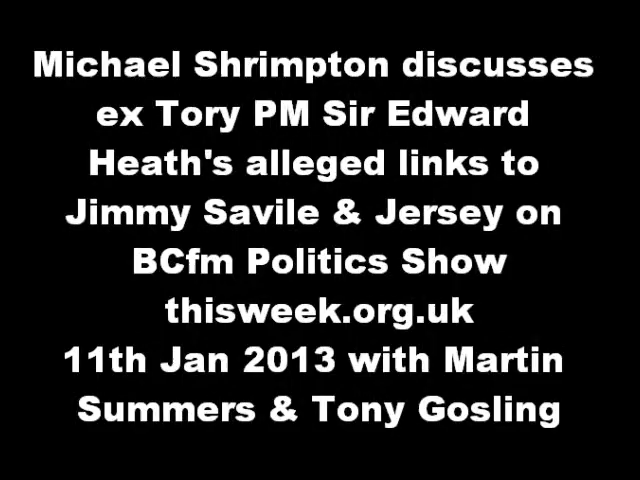 Michael Shrimpton discusses
ex Tory PM Sir Edward
Heath's alleged links to
Jimmy Savile & Jersey on
BCfm Politics Show
thisweek.org.uk
11th Jan 2013 with Martin
Summers & Tony Gosling